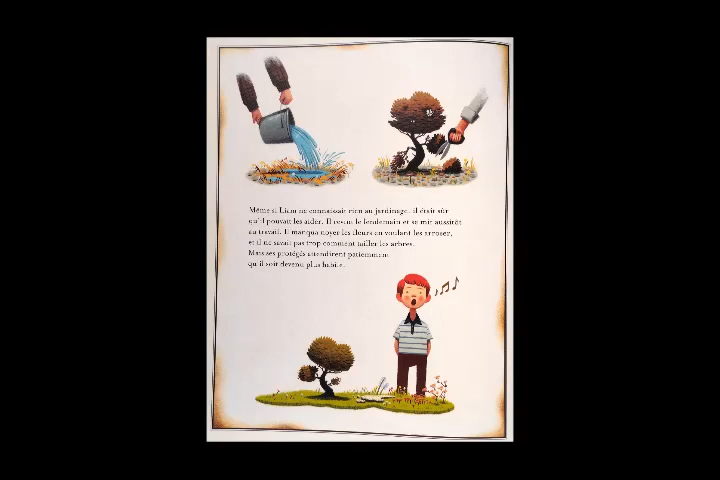 Même si Liam ne connaissait rien au jardinage, il était sûr
qu'il pouvait les aider. Il revint le lendemain et se mit aussitôt
au travail. Il manqua noyer les fleurs en voulant les arroser,
et il ne savait pas trop comment tailler les arbres.
Mais ses protégés attendirent patiemment
qu'il soit devenu plus habile.